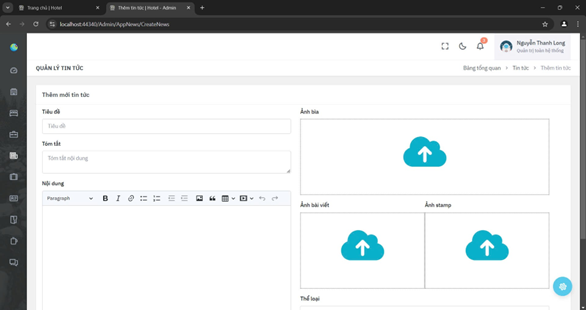 Trang chủ | Hotel
Thêm tin tức | Hotel - Admin
localhost:44340/Admin/AppNews/CreateNews
Nguyễn Thanh Long
Quản trị toàn hệ thống
QUẢN LÝ TIN TỨC
Bảng tổng quan > Tin tức > Thêm tin tức
Thêm mới tin tức
Tiêu đề
Tiêu đề
Tóm tắt
Tóm tắt nội dung
Nội dung
Paragraph
Ảnh bìa
Ảnh bài viết
Ảnh stamp
Thể loại